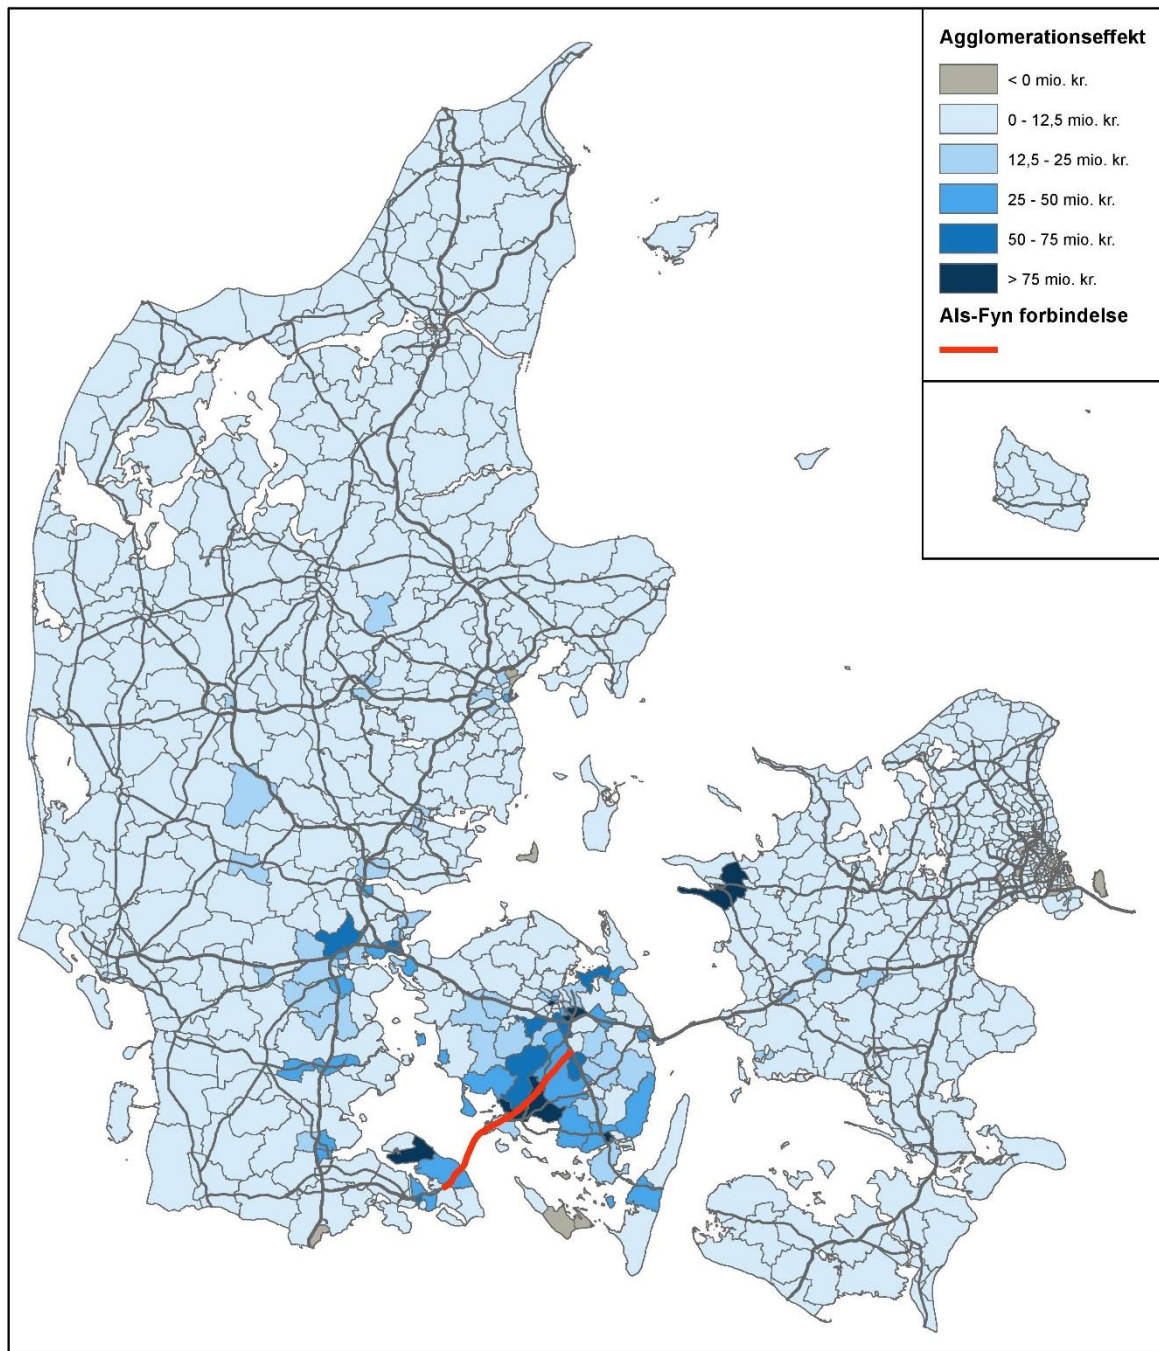 Agglomerationseffekt
< 0 mio. kr.
0 - 12,5 mio. kr.
12,5 - 25 mio. kr.
25 - 50 mio. kr.
50 - 75 mio. kr.
> 75 mio. kr.
Als-Fyn forbindelse